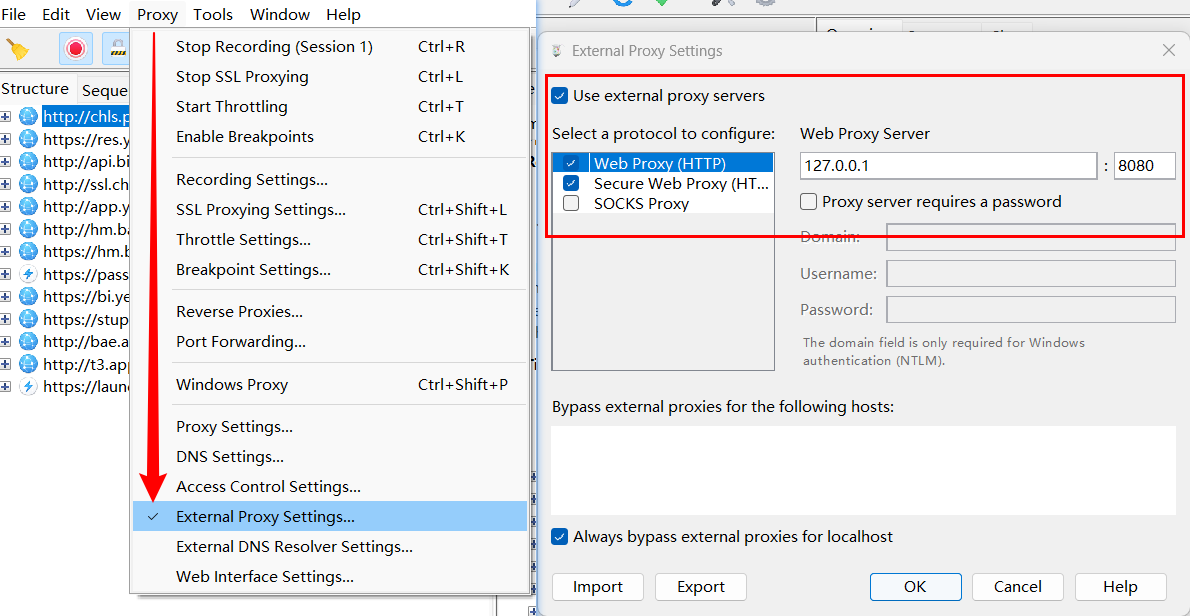 File Edit View Proxy Tools Window Help
Structure Seque
http://chls.p
https://res.y
http://api.bi
http://ssl.ch
http://app.y
http://hm.ba
https://hm.b
https://pass
https://bi.ye
https://stup
http://bae.a
http://t3.app
https://laun
Stop Recording (Session 1) Ctrl+R
Stop SSL Proxying Ctrl+L
Start Throttling Ctrl+T
Enable Breakpoints Ctrl+K
Recording Settings...
SSL Proxying Settings... Ctrl+Shift+L
Throttle Settings... Ctrl+Shift+T
Breakpoint Settings... Ctrl+Shift+K
Reverse Proxies...
Port Forwarding...
Windows Proxy Ctrl+Shift+P
Proxy Settings...
DNS Settings...
Access Control Settings...
External Proxy Settings...
External DNS Resolver Settings...
Web Interface Settings...
External Proxy Settings
Use external proxy servers
Select a protocol to configure:
Web Proxy (HTTP)
Secure Web Proxy (HT...
SOCKS Proxy
Web Proxy Server
127.0.0.1 : 8080
Proxy server requires a password
Domain:
Username:
Password:
The domain field is only required for Windows
authentication (NTLM).
Bypass external proxies for the following hosts:
Always bypass external proxies for localhost
Import Export OK Cancel Help